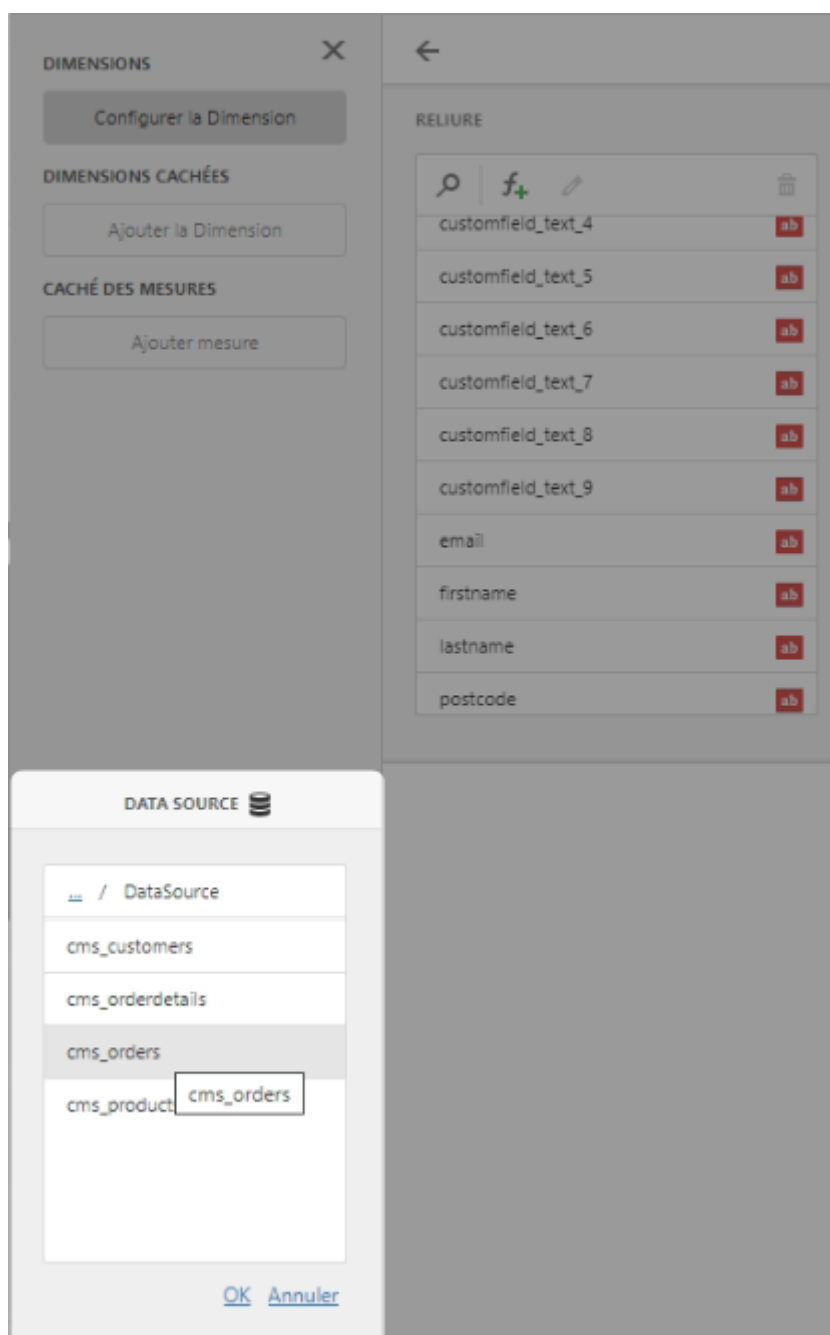 DIMENSIONS
Configurer la Dimension
DIMENSIONS CACHÉES
Ajouter la Dimension
CACHÉ DES MESURES
Ajouter mesure
RELIURE
customfield_text_4 ab
customfield_text_5 ab
customfield_text_6 ab
customfield_text_7 ab
customfield_text_8 ab
customfield_text_9 ab
email ab
firstname ab
lastname ab
postcode ab
DATA SOURCE
... / DataSource
cms_customers
cms_orderdetails
cms_orders
cms_orders
cms_product
OK Annuler